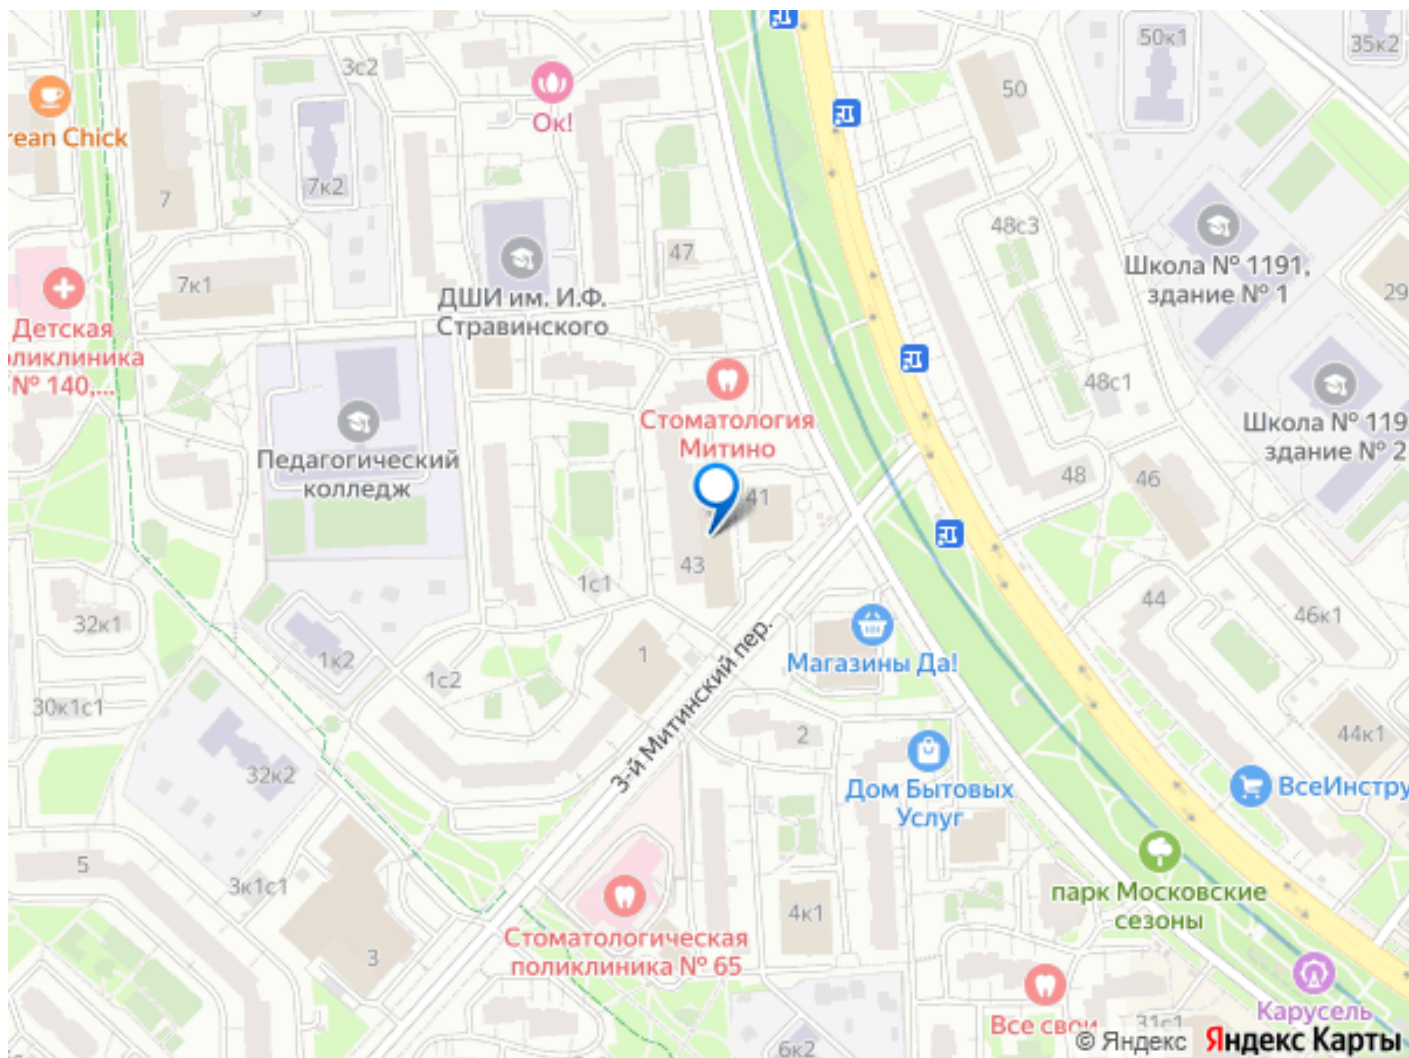 3с2
50к1
35к2
50
Ок!
rean Chick
7к2
7
47
48с3
Школа № 1191,
здание № 1
29
7к1
ДШИ им. И.Ф.
Стравинского
Детская
оликлиника
№ 140,...
48с1
Стоматология
Митино
Школа № 119
здание № 2
Педагогический
колледж
41
48
46
43
1с1
44
46к1
32к1
1
1к2
1с2
Магазины Да!
3-й Митинский пер.
30к1с1
2
44к1
32к2
Дом Бытовых
Услуг
ВсеИнстру
5
3к1с1
парк Московские
сезоны
4к1
3
Стоматологическая
поликлиника № 65
Все свои
31с1
Карусель
6к2
© Яндекс Яндекс Карты